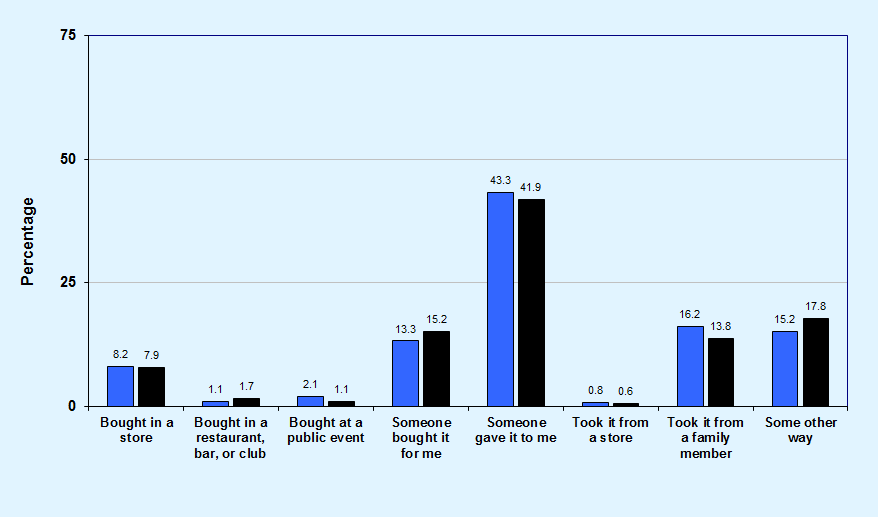 75
50
25
0
Percentage
8.2
7.9
1.1
1.7
2.1
1.1
13.3
15.2
43.3
41.9
0.8
0.6
16.2
13.8
15.2
17.8
Bought in a
store
Bought in a
restaurant,
bar, or club
Bought at a
public event
Someone
bought it
for me
Someone
gave it to me
Took it from
a store
Took it from
a family
member
Some other
way